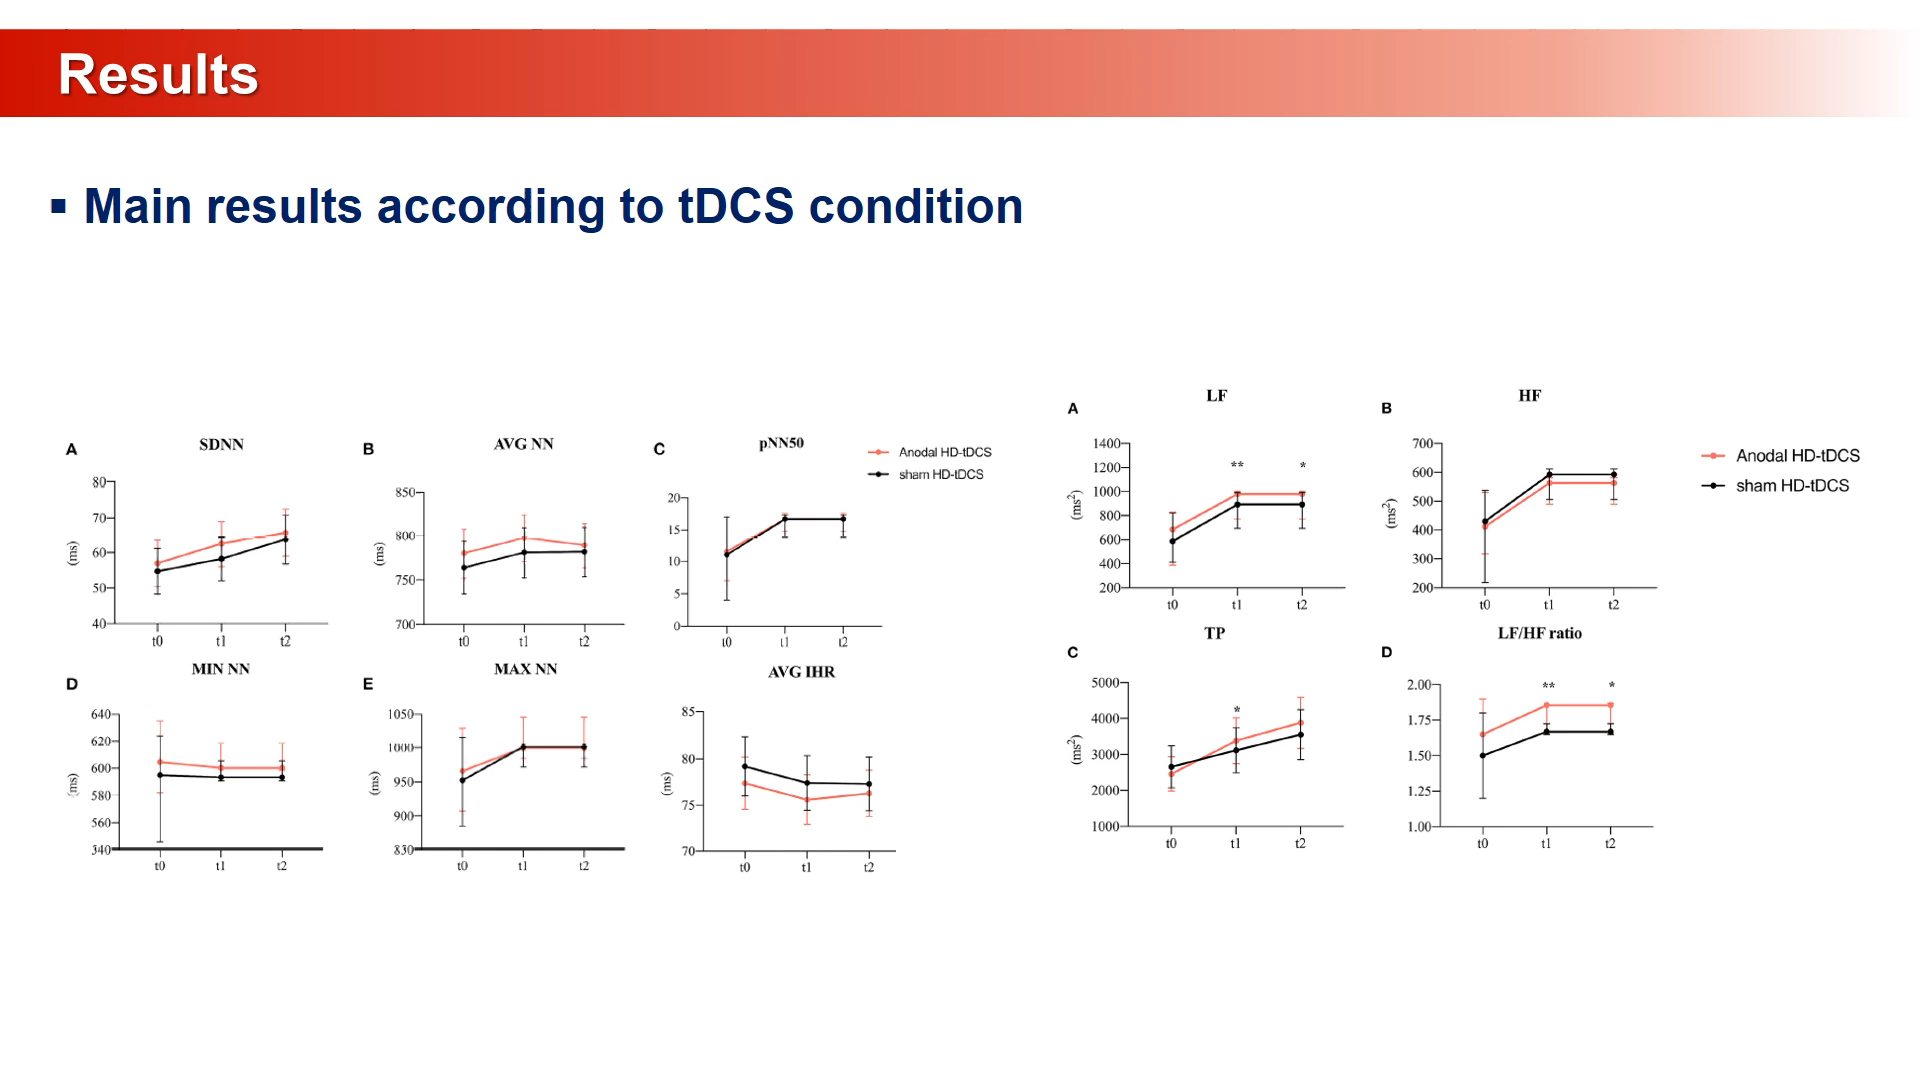 Results
▪ Main results according to tDCS condition
A SDNN
80
70
60
50
40
(ms)
t0 t1 t2
B AVG NN
850
800
750
700
(ms)
t0 t1 t2
C pNN50
20
15
10
5
0
t0 t1 t2
Anodal HD-tDCS
sham HD-tDCS
D MIN NN
640
620
600
580
560
340
(ms)
t0 t1 t2
E MAX NN
1050
1000
950
900
830
(ms)
t0 t1 t2
AVG IHR
85
80
75
70
(ms)
t0 t1 t2
A LF
1400
1200
1000
800
600
400
200
(ms²)
** *
t0 t1 t2
B HF
700
600
500
400
300
200
(ms²)
t0 t1 t2
Anodal HD-tDCS
sham HD-tDCS
C TP
5000
4000
3000
2000
1000
(ms²)
*
t0 t1 t2
D LF/HF ratio
2.00
1.75
1.50
1.25
1.00
** *
t0 t1 t2